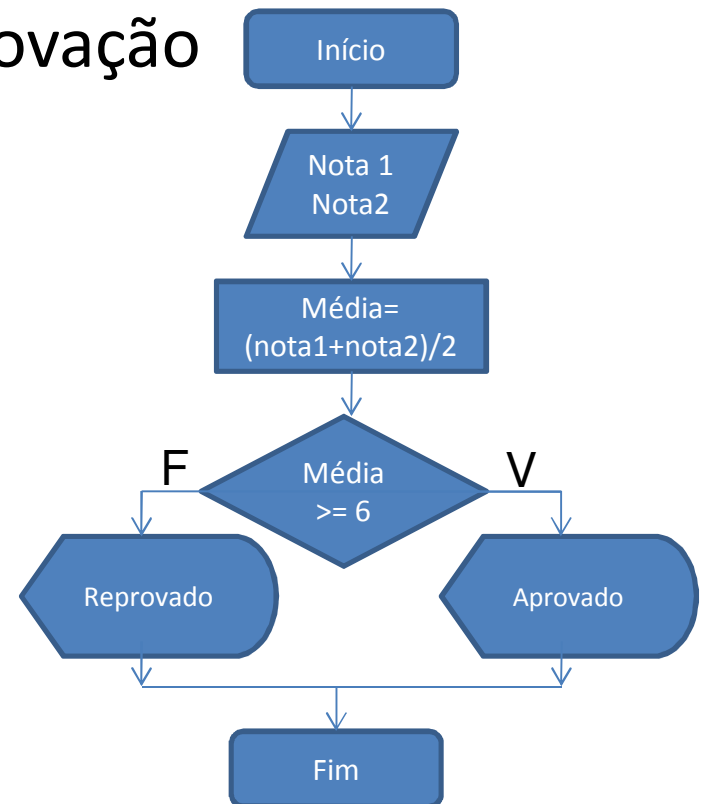 ovação
Início
Nota 1
Nota2
Média=
(nota1+nota2)/2
F
Média
>= 6
V
Reprovado
Aprovado
Fim